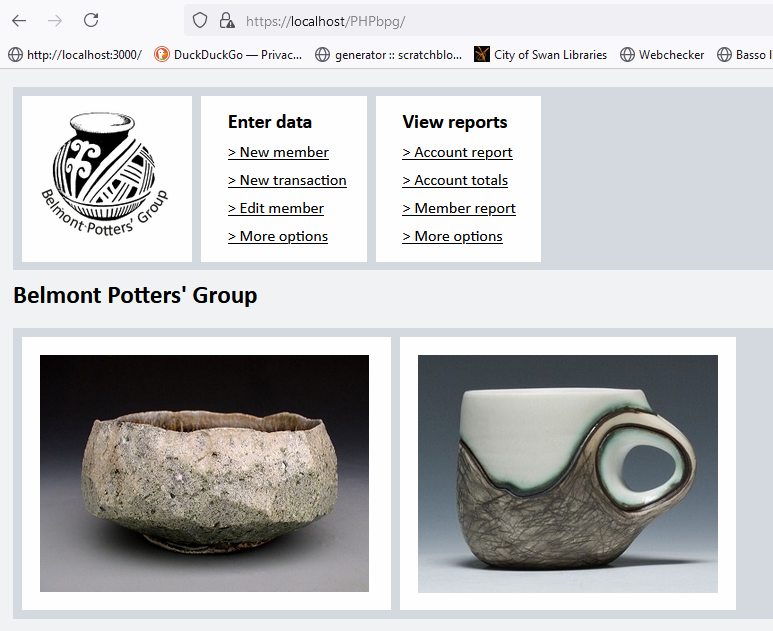 https://localhost/PHPbpg/
http://localhost:3000/ DuckDuckGo — Privac... generator :: scratchblo... City of Swan Libraries Webchecker Basso
Belmont Potters' Group
Enter data
> New member
> New transaction
> Edit member
> More options
View reports
> Account report
> Account totals
> Member report
> More options
Belmont Potters' Group